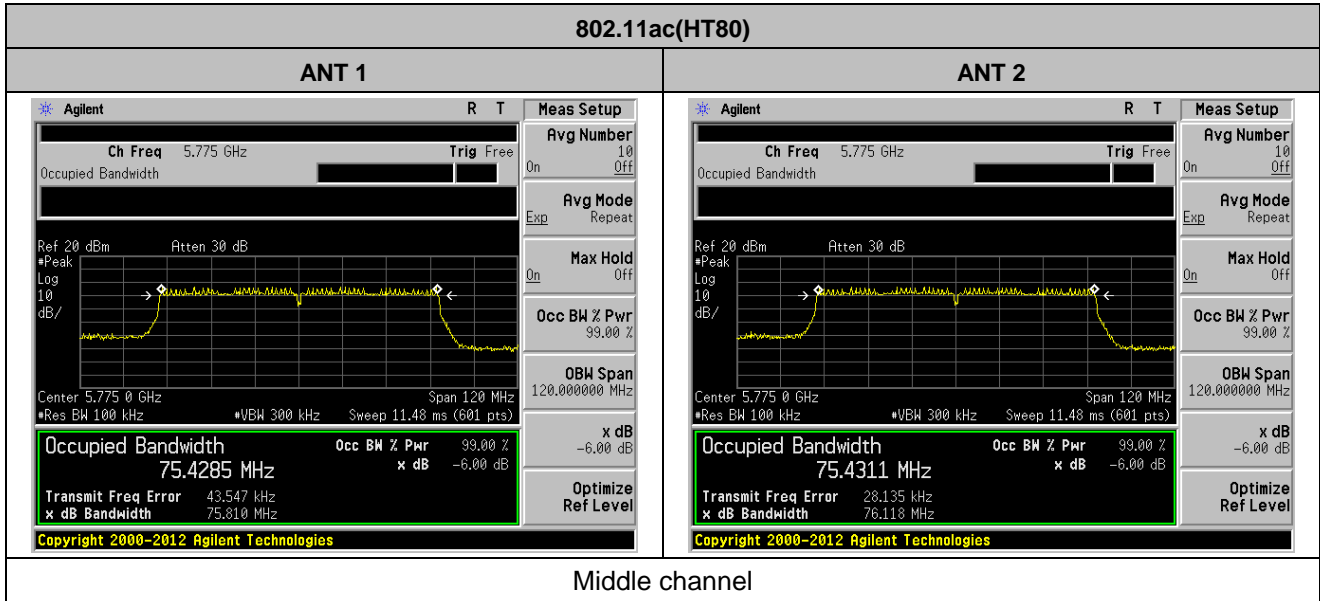 802.11ac(HT80)
ANT 1
ANT 2
Agilent R T
Ch Freq 5.775 GHz Trig Free
Occupied Bandwidth
Ref 20 dBm Atten 30 dB
#Peak
Log
10
dB/
Center 5.775 0 GHz Span 120 MHz
#Res BW 100 kHz #VBW 300 kHz Sweep 11.48 ms (601 pts)
Occupied Bandwidth Occ BW % Pwr 99.00 %
75.4285 MHz x dB -6.00 dB
Transmit Freq Error 43.547 kHz
x dB Bandwidth 75.810 MHz
Copyright 2000-2012 Agilent Technologies
Meas Setup
Avg Number
10
On Off
Avg Mode
Exp Repeat
Max Hold
On Off
Occ BW % Pwr
99.00 %
OBW Span
120.000000 MHz
x dB
-6.00 dB
Optimize
Ref Level
Agilent R T
Ch Freq 5.775 GHz Trig Free
Occupied Bandwidth
Ref 20 dBm Atten 30 dB
#Peak
Log
10
dB/
Center 5.775 0 GHz Span 120 MHz
#Res BW 100 kHz #VBW 300 kHz Sweep 11.48 ms (601 pts)
Occupied Bandwidth Occ BW % Pwr 99.00 %
75.4311 MHz x dB -6.00 dB
Transmit Freq Error 28.135 kHz
x dB Bandwidth 76.118 MHz
Copyright 2000-2012 Agilent Technologies
Meas Setup
Avg Number
10
On Off
Avg Mode
Exp Repeat
Max Hold
On Off
Occ BW % Pwr
99.00 %
OBW Span
120.000000 MHz
x dB
-6.00 dB
Optimize
Ref Level
Middle channel